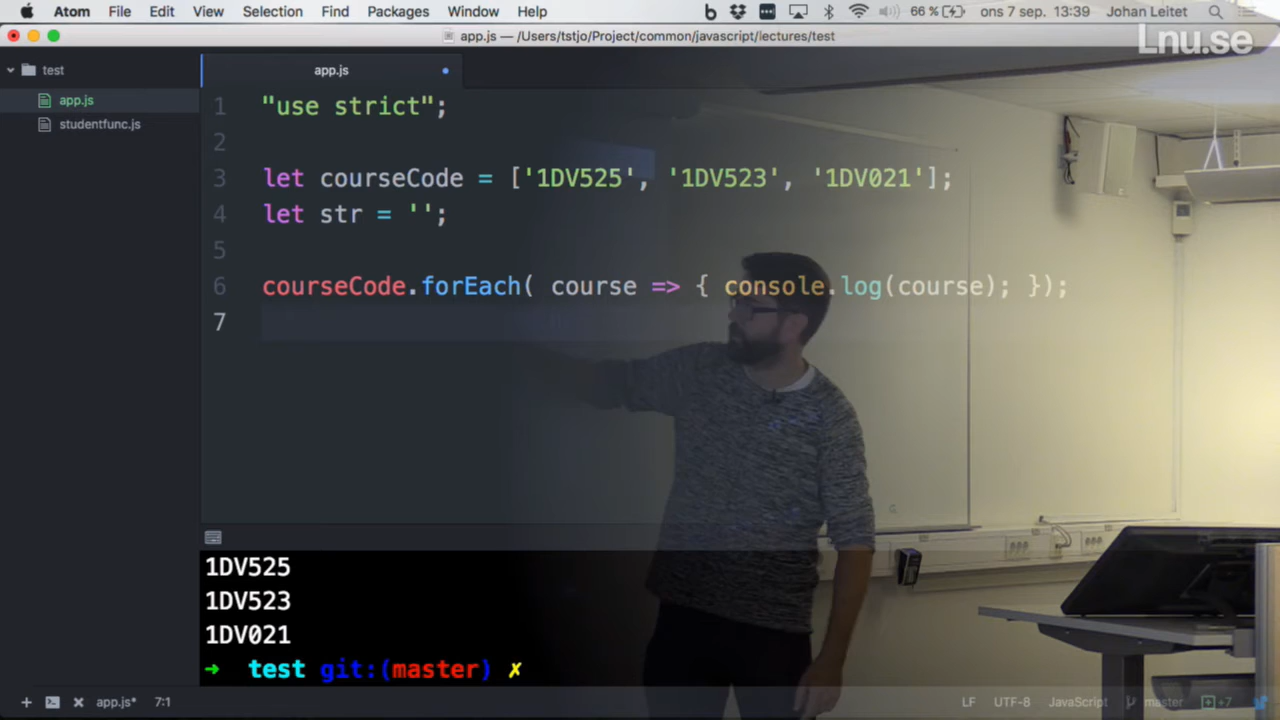 Atom File Edit View Selection Find Packages Window Help 66 % ons 7 sep. 13:39 Johan Leitet
app.js — /Users/tstjo/Project/common/javascript/lectures/test
Lnu.se
test
app.js
app.js
studentfunc.js
1 "use strict";
2
3 let courseCode = ['1DV525', '1DV523', '1DV021'];
4 let str = '';
5
6 courseCode.forEach( course => { console.log(course); });
7
1DV525
1DV523
1DV021
➜ test git:(master) ✗
app.js* 7:1 LF UTF-8 JavaScript master +7